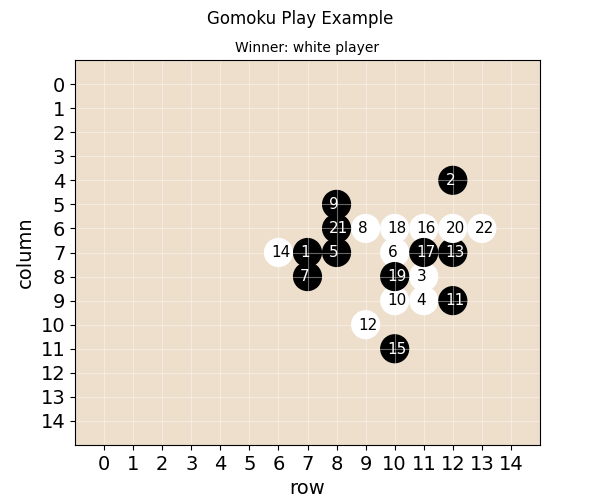 Gomoku Play Example
Winner: white player
0
1
2
3
4 2
5 9
6 21 8 18 16 20 22
7 14 1 5 6 17 13
8 7 19 3
9 10 4 11
10 12
11 15
12
13
14
column
0 1 2 3 4 5 6 7 8 9 10 11 12 13 14
row